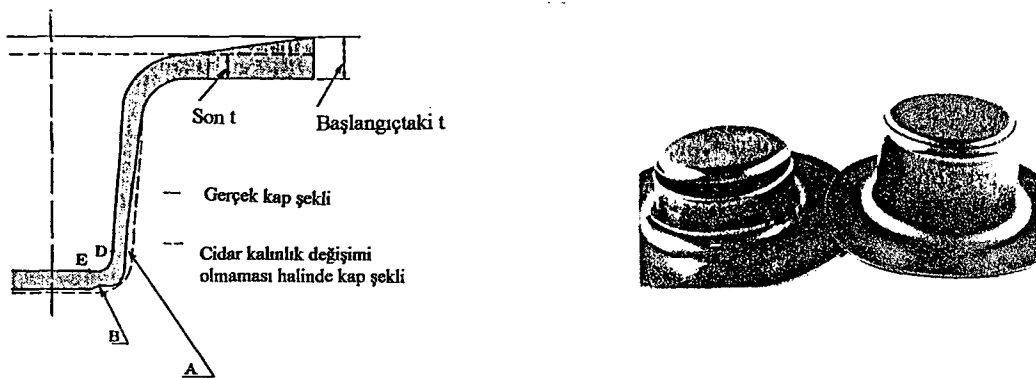 Son t
Başlangıçtaki t
Gerçek kap şekli
Cidar kalınlık değişimi
olmaması halinde kap şekli
D
E
B
A